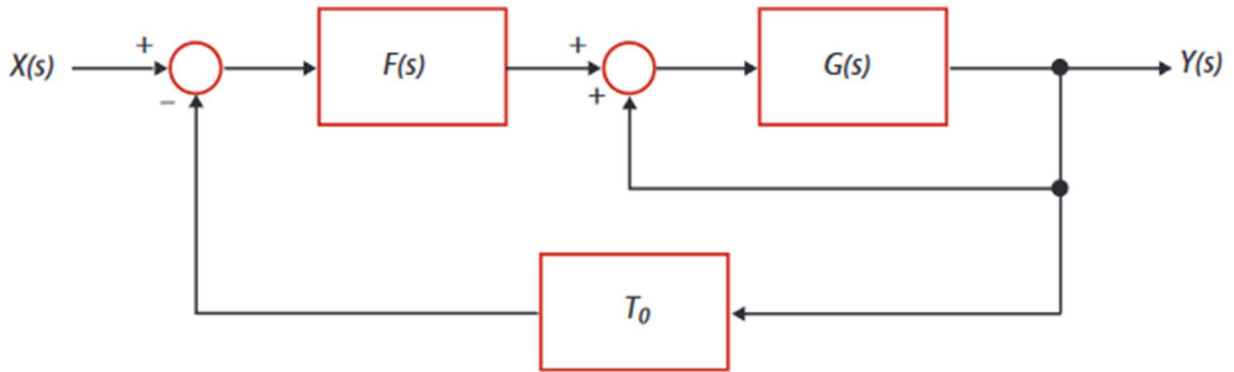 X(s) + − F(s) + + G(s) Y(s)
T0